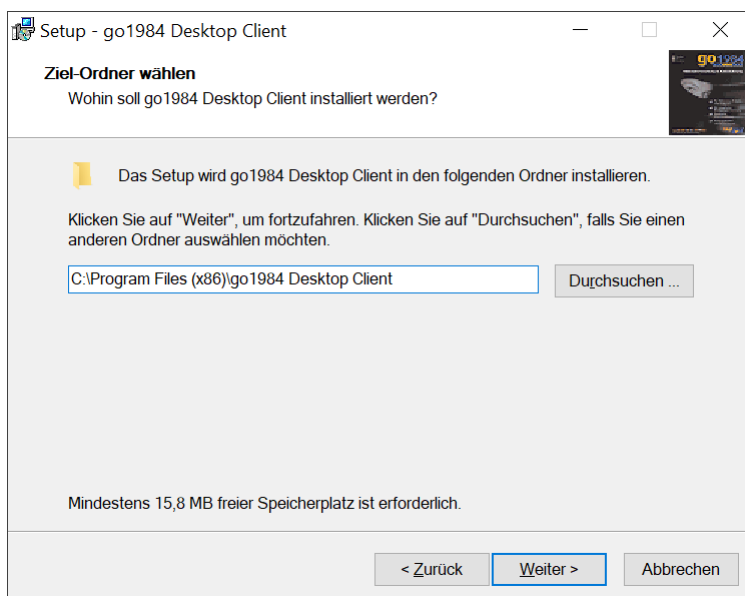 Setup - go1984 Desktop Client
Ziel-Ordner wählen
Wohin soll go1984 Desktop Client installiert werden?
go1984
Das Setup wird go1984 Desktop Client in den folgenden Ordner installieren.
Klicken Sie auf "Weiter", um fortzufahren. Klicken Sie auf "Durchsuchen", falls Sie einen
anderen Ordner auswählen möchten.
C:\Program Files (x86)\go1984 Desktop Client
Durchsuchen ...
Mindestens 15,8 MB freier Speicherplatz ist erforderlich.
< Zurück
Weiter >
Abbrechen